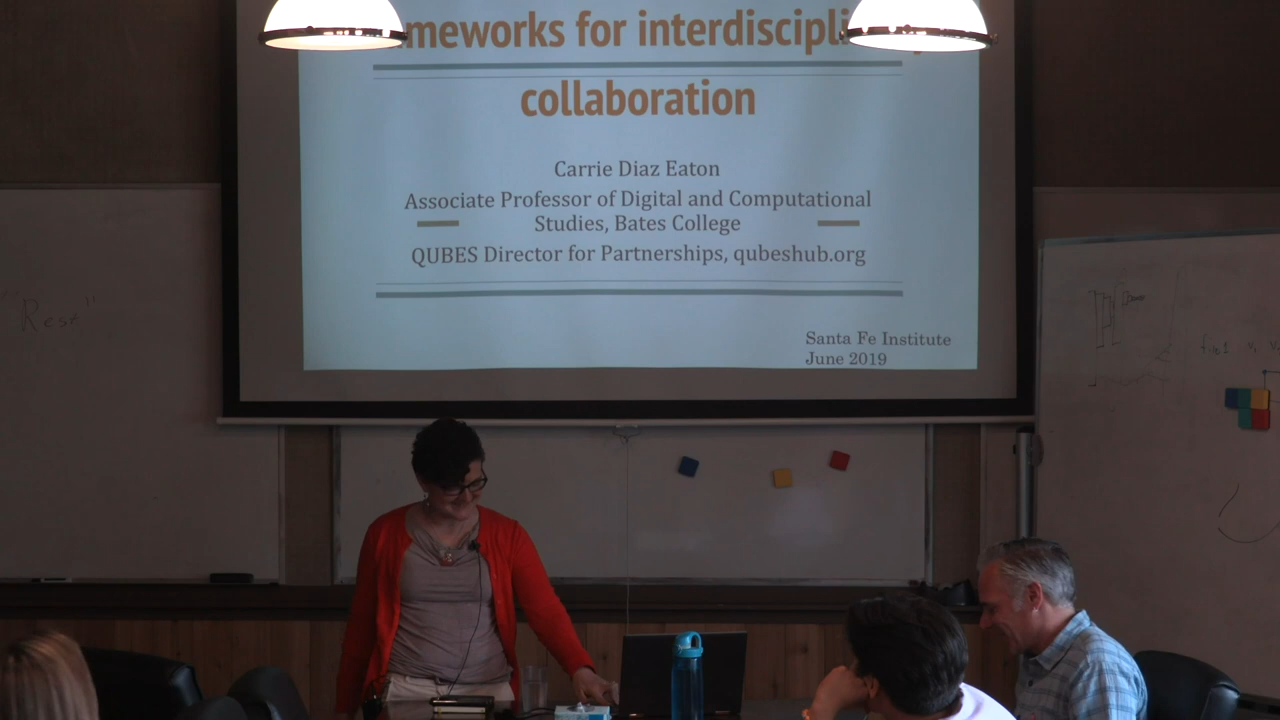 meworks for interdiscipli
collaboration
Carrie Diaz Eaton
Associate Professor of Digital and Computational
Studies, Bates College
QUBES Director for Partnerships, qubeshub.org
Santa Fe Institute
June 2019
"Rest"